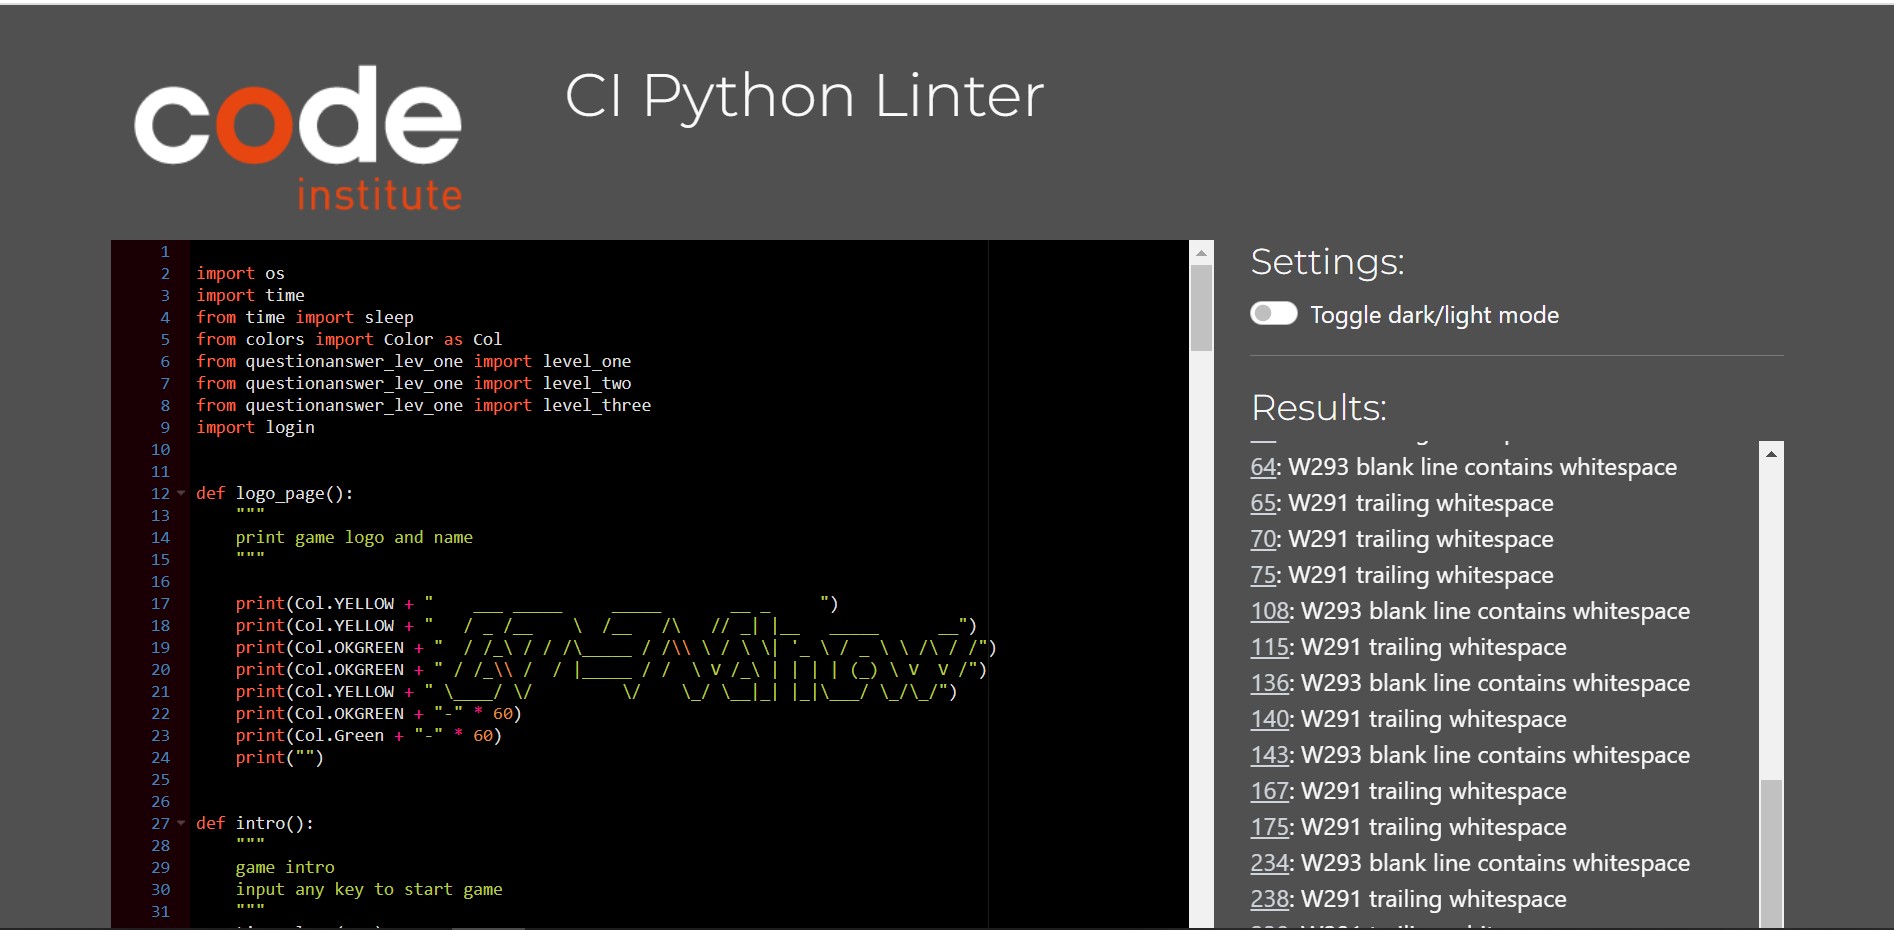 code
institute
CI Python Linter
1
2 import os
3 import time
4 from time import sleep
5 from colors import Color as Col
6 from questionanswer_lev_one import level_one
7 from questionanswer_lev_one import level_two
8 from questionanswer_lev_one import level_three
9 import login
10
11
12 def logo_page():
13 """
14 print game logo and name
15 """
16
17 print(Col.YELLOW + "    ___ _____     _____       __ _     ")
18 print(Col.YELLOW + "   / _ /__    \  /__   /\   // _| |__   _____      __")
19 print(Col.OKGREEN + "  / /_\ / / /\_____ / /\\ \ / \ \| '_ \ / _ \ \ /\ / /")
20 print(Col.OKGREEN + " / /_\\ /  / |_____ / /  \ V /_\ | | | | (_) \ V  V /")
21 print(Col.YELLOW + " \____/ \/         \/    \_/ \__|_| |_|\___/ \_/\_/")
22 print(Col.OKGREEN + "-" * 60)
23 print(Col.Green + "-" * 60)
24 print("")
25
26
27 def intro():
28 """
29 game intro
30 input any key to start game
31 """
Settings:
Toggle dark/light mode
Results:
64: W293 blank line contains whitespace
65: W291 trailing whitespace
70: W291 trailing whitespace
75: W291 trailing whitespace
108: W293 blank line contains whitespace
115: W291 trailing whitespace
136: W293 blank line contains whitespace
140: W291 trailing whitespace
143: W293 blank line contains whitespace
167: W291 trailing whitespace
175: W291 trailing whitespace
234: W293 blank line contains whitespace
238: W291 trailing whitespace